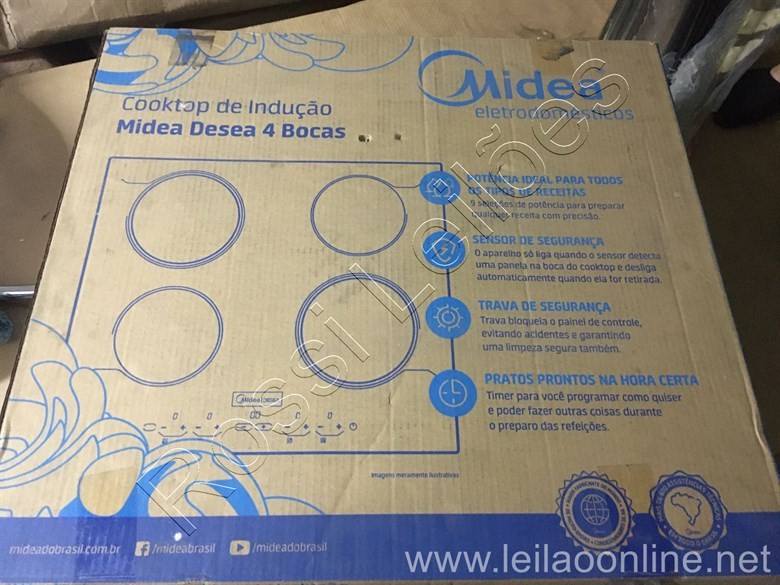 Midea
eletrodomésticos
Cooktop de Indução
Midea Desea 4 Bocas
POTÊNCIA IDEAL PARA TODOS
OS TIPOS DE RECEITAS
9 seleções de potência para preparar
qualquer receita com precisão.
SENSOR DE SEGURANÇA
O aparelho só liga quando o sensor detecta
uma panela na boca do cooktop e desliga
automaticamente quando ela for retirada.
TRAVA DE SEGURANÇA
Trava bloqueia o painel de controle,
evitando acidentes e garantindo
uma limpeza segura também.
PRATOS PRONTOS NA HORA CERTA
Timer para você programar como quiser
e poder fazer outras coisas durante
o preparo das refeições.
Midea
Imagens meramente ilustrativas
mideadobrasil.com.br
/mideabrasil
/mideadobrasil
Rossi Leilões
www.leilaoonline.net